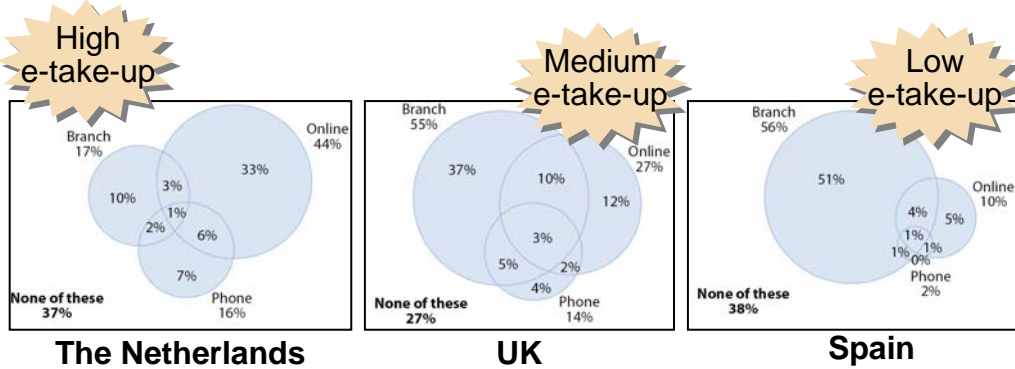 High
e-take-up
Branch
17%
Online
44%
33%
3%
10%
1%
2%
6%
7%
Phone
16%
None of these
37%
The Netherlands
Medium
e-take-up
Branch
55%
Online
27%
37%
10%
12%
3%
5%
2%
4%
Phone
14%
None of these
27%
UK
Low
e-take-up
Branch
56%
51%
Online
10%
4%
5%
1%
1%
1%
0%
Phone
2%
None of these
38%
Spain